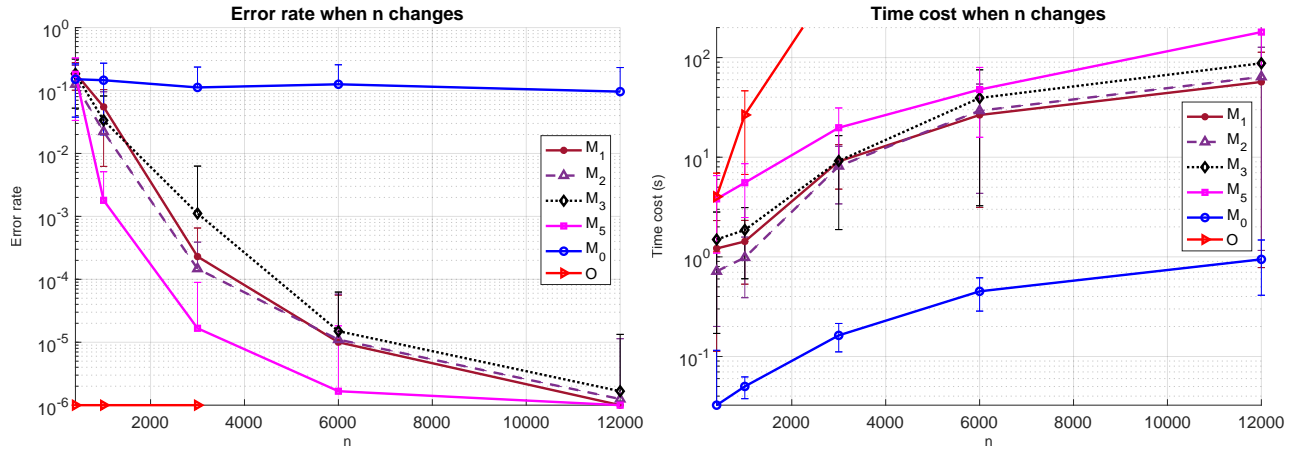 Error rate when n changes
Error rate
10^0
10^-1
10^-2
10^-3
10^-4
10^-5
10^-6
2000
4000
6000
8000
10000
12000
n
M_1
M_2
M_3
M_5
M_0
O
Time cost when n changes
Time cost (s)
10^2
10^1
10^0
10^-1
2000
4000
6000
8000
10000
12000
n
M_1
M_2
M_3
M_5
M_0
O